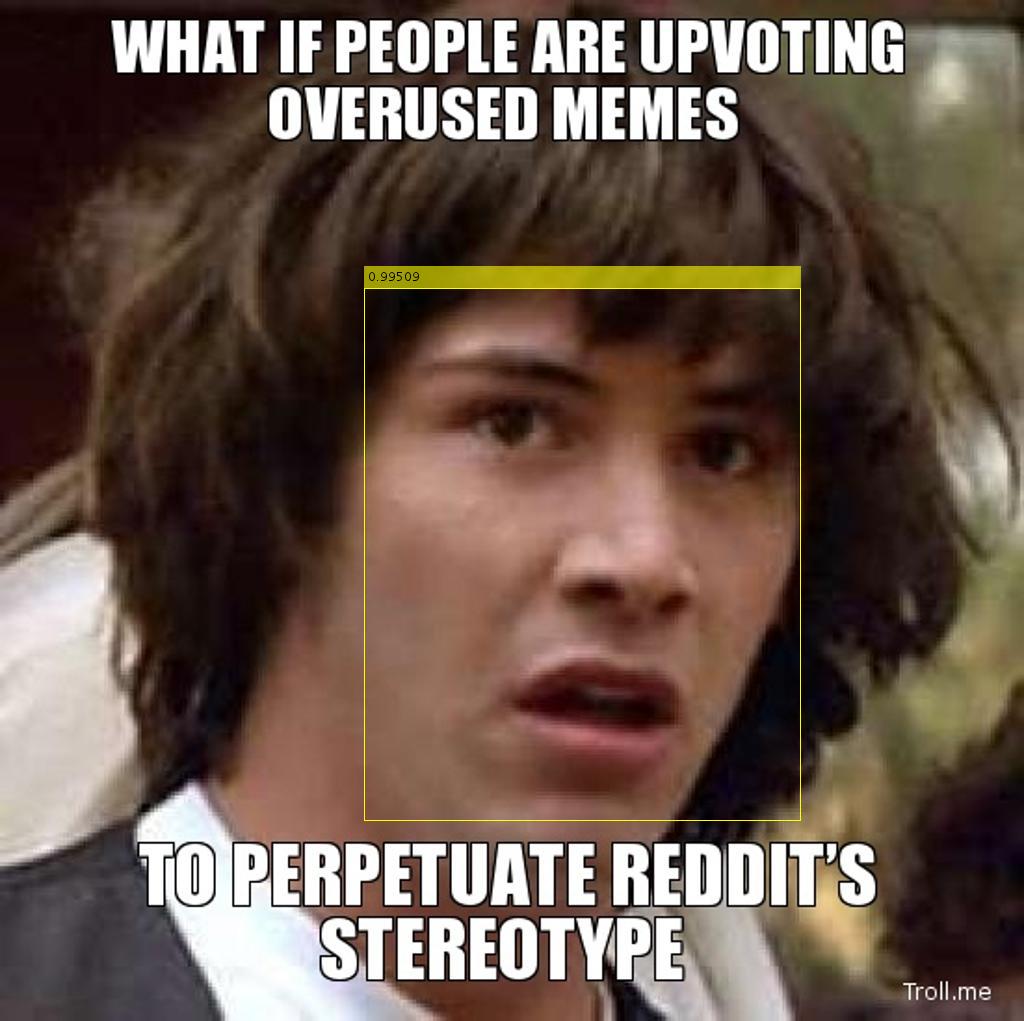 WHAT IF PEOPLE ARE UPVOTING
OVERUSED MEMES
0.99509
TO PERPETUATE REDDIT’S
STEREOTYPE
Troll.me